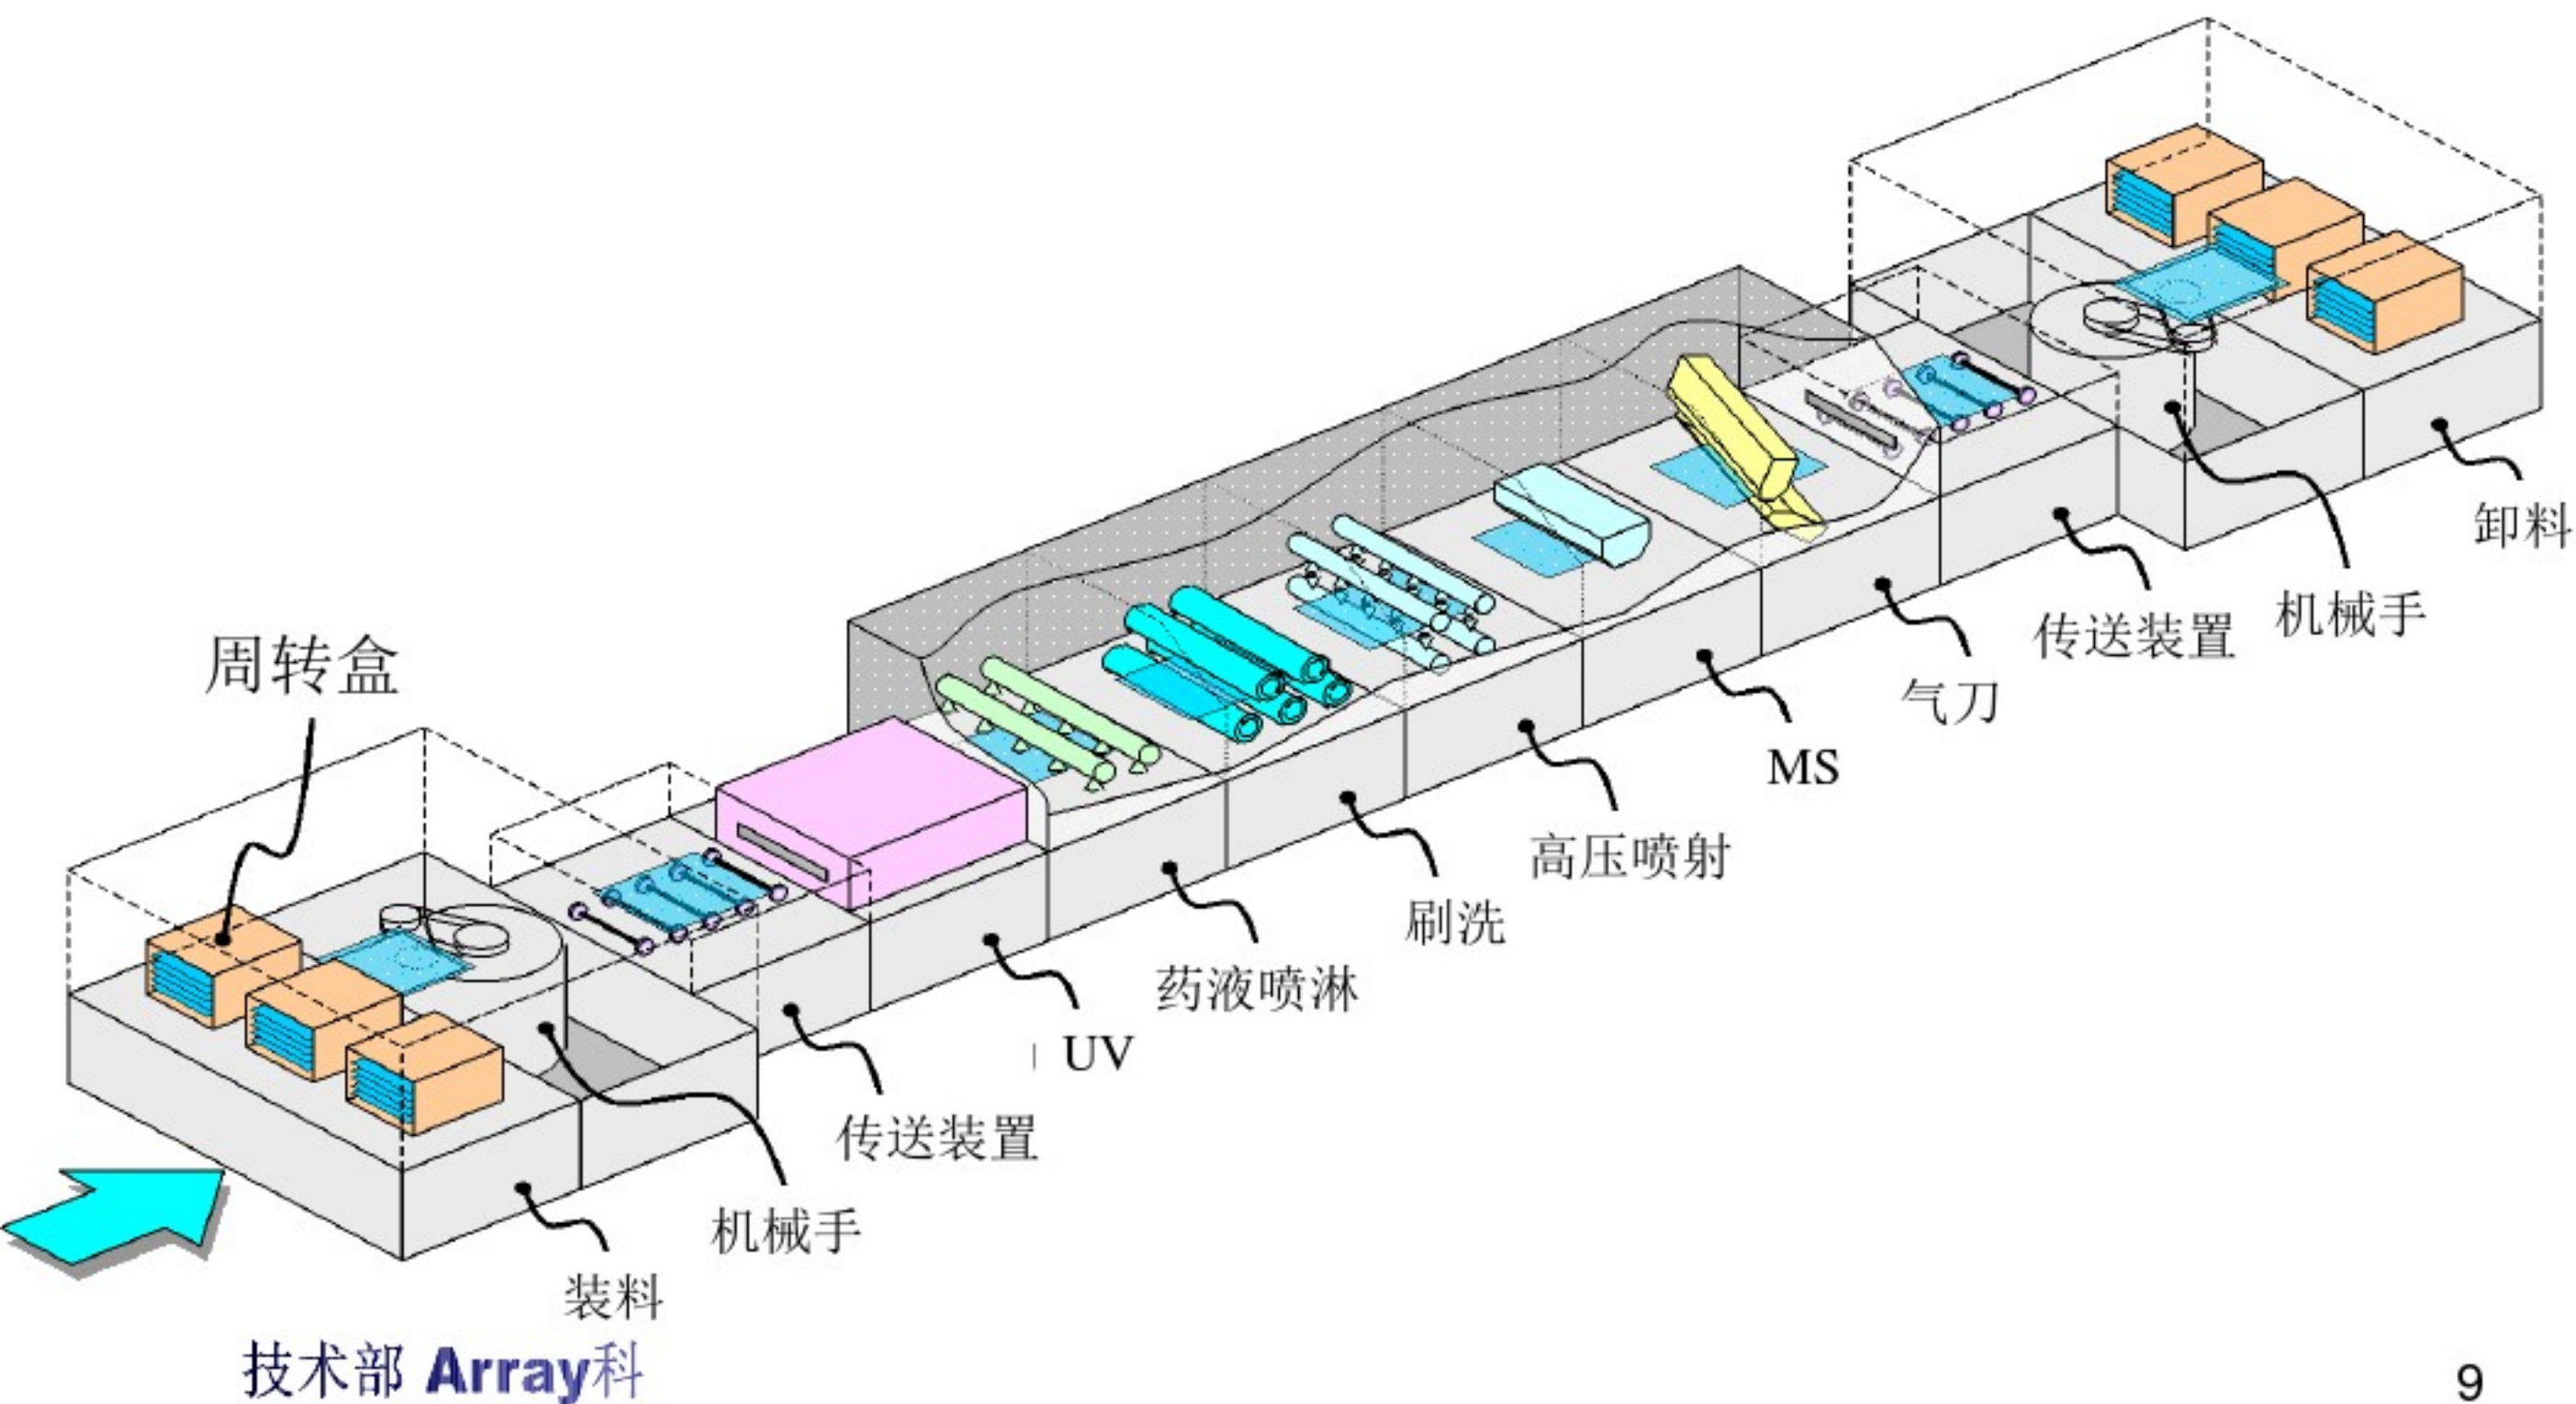 周转盒
装料
机械手
传送装置
UV
药液喷淋
刷洗
高压喷射
MS
气刀
传送装置
机械手
卸料
技术部 Array科
9